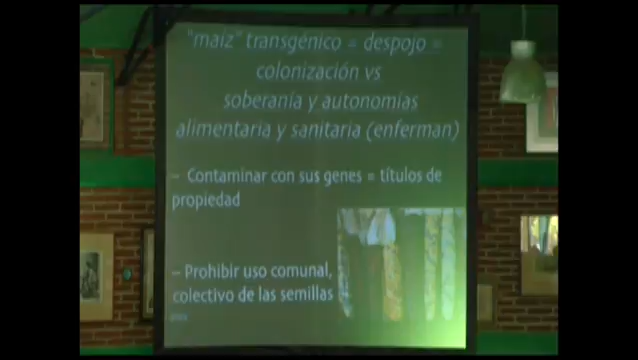 "maíz" transgénico = despojo =
colonización vs
soberanía y autonomías
alimentaria y sanitaria (enferman)
– Contaminar con sus genes = títulos de
propiedad
– Prohibir uso comunal,
colectivo de las semillas